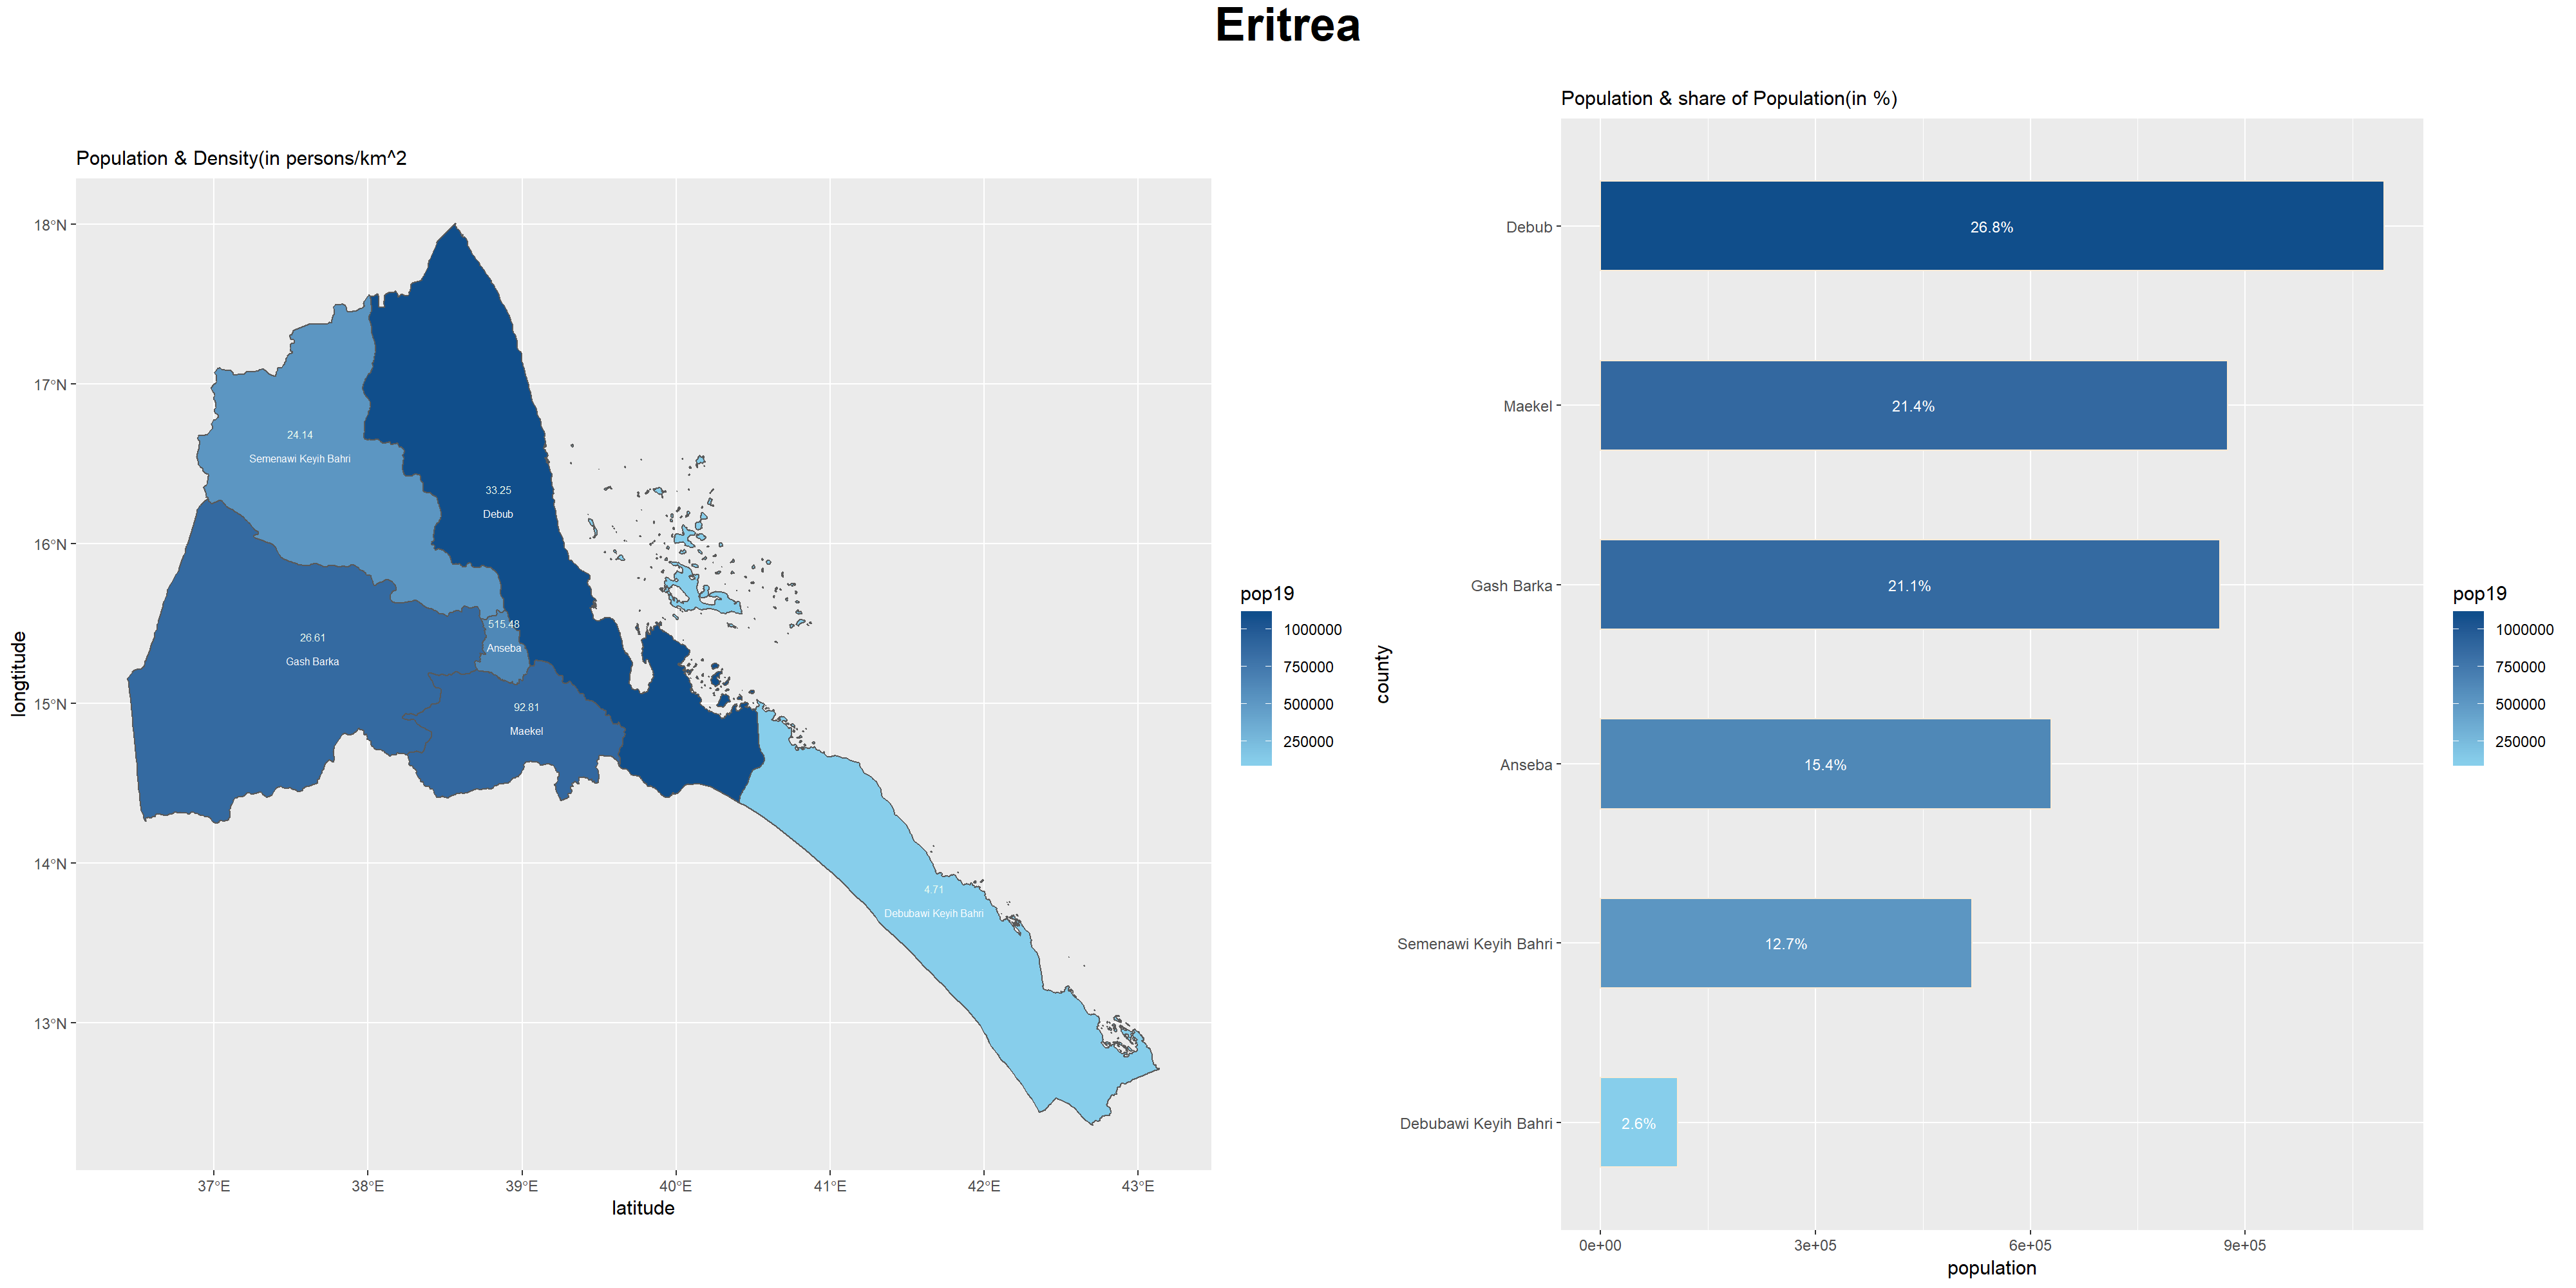 Eritrea
Population & Density(in persons/km^2
18°N
17°N
16°N
15°N
14°N
13°N
longtitude
24.14
Semenawi Keyih Bahri
33.25
Debub
515.48
Anseba
26.61
Gash Barka
92.81
Maekel
4.71
Debubawi Keyih Bahri
37°E
38°E
39°E
40°E
41°E
42°E
43°E
latitude
pop19
1000000
750000
500000
250000
Population & share of Population(in %)
county
Debub
26.8%
Maekel
21.4%
Gash Barka
21.1%
Anseba
15.4%
Semenawi Keyih Bahri
12.7%
Debubawi Keyih Bahri
2.6%
0e+00
3e+05
6e+05
9e+05
population
pop19
1000000
750000
500000
250000